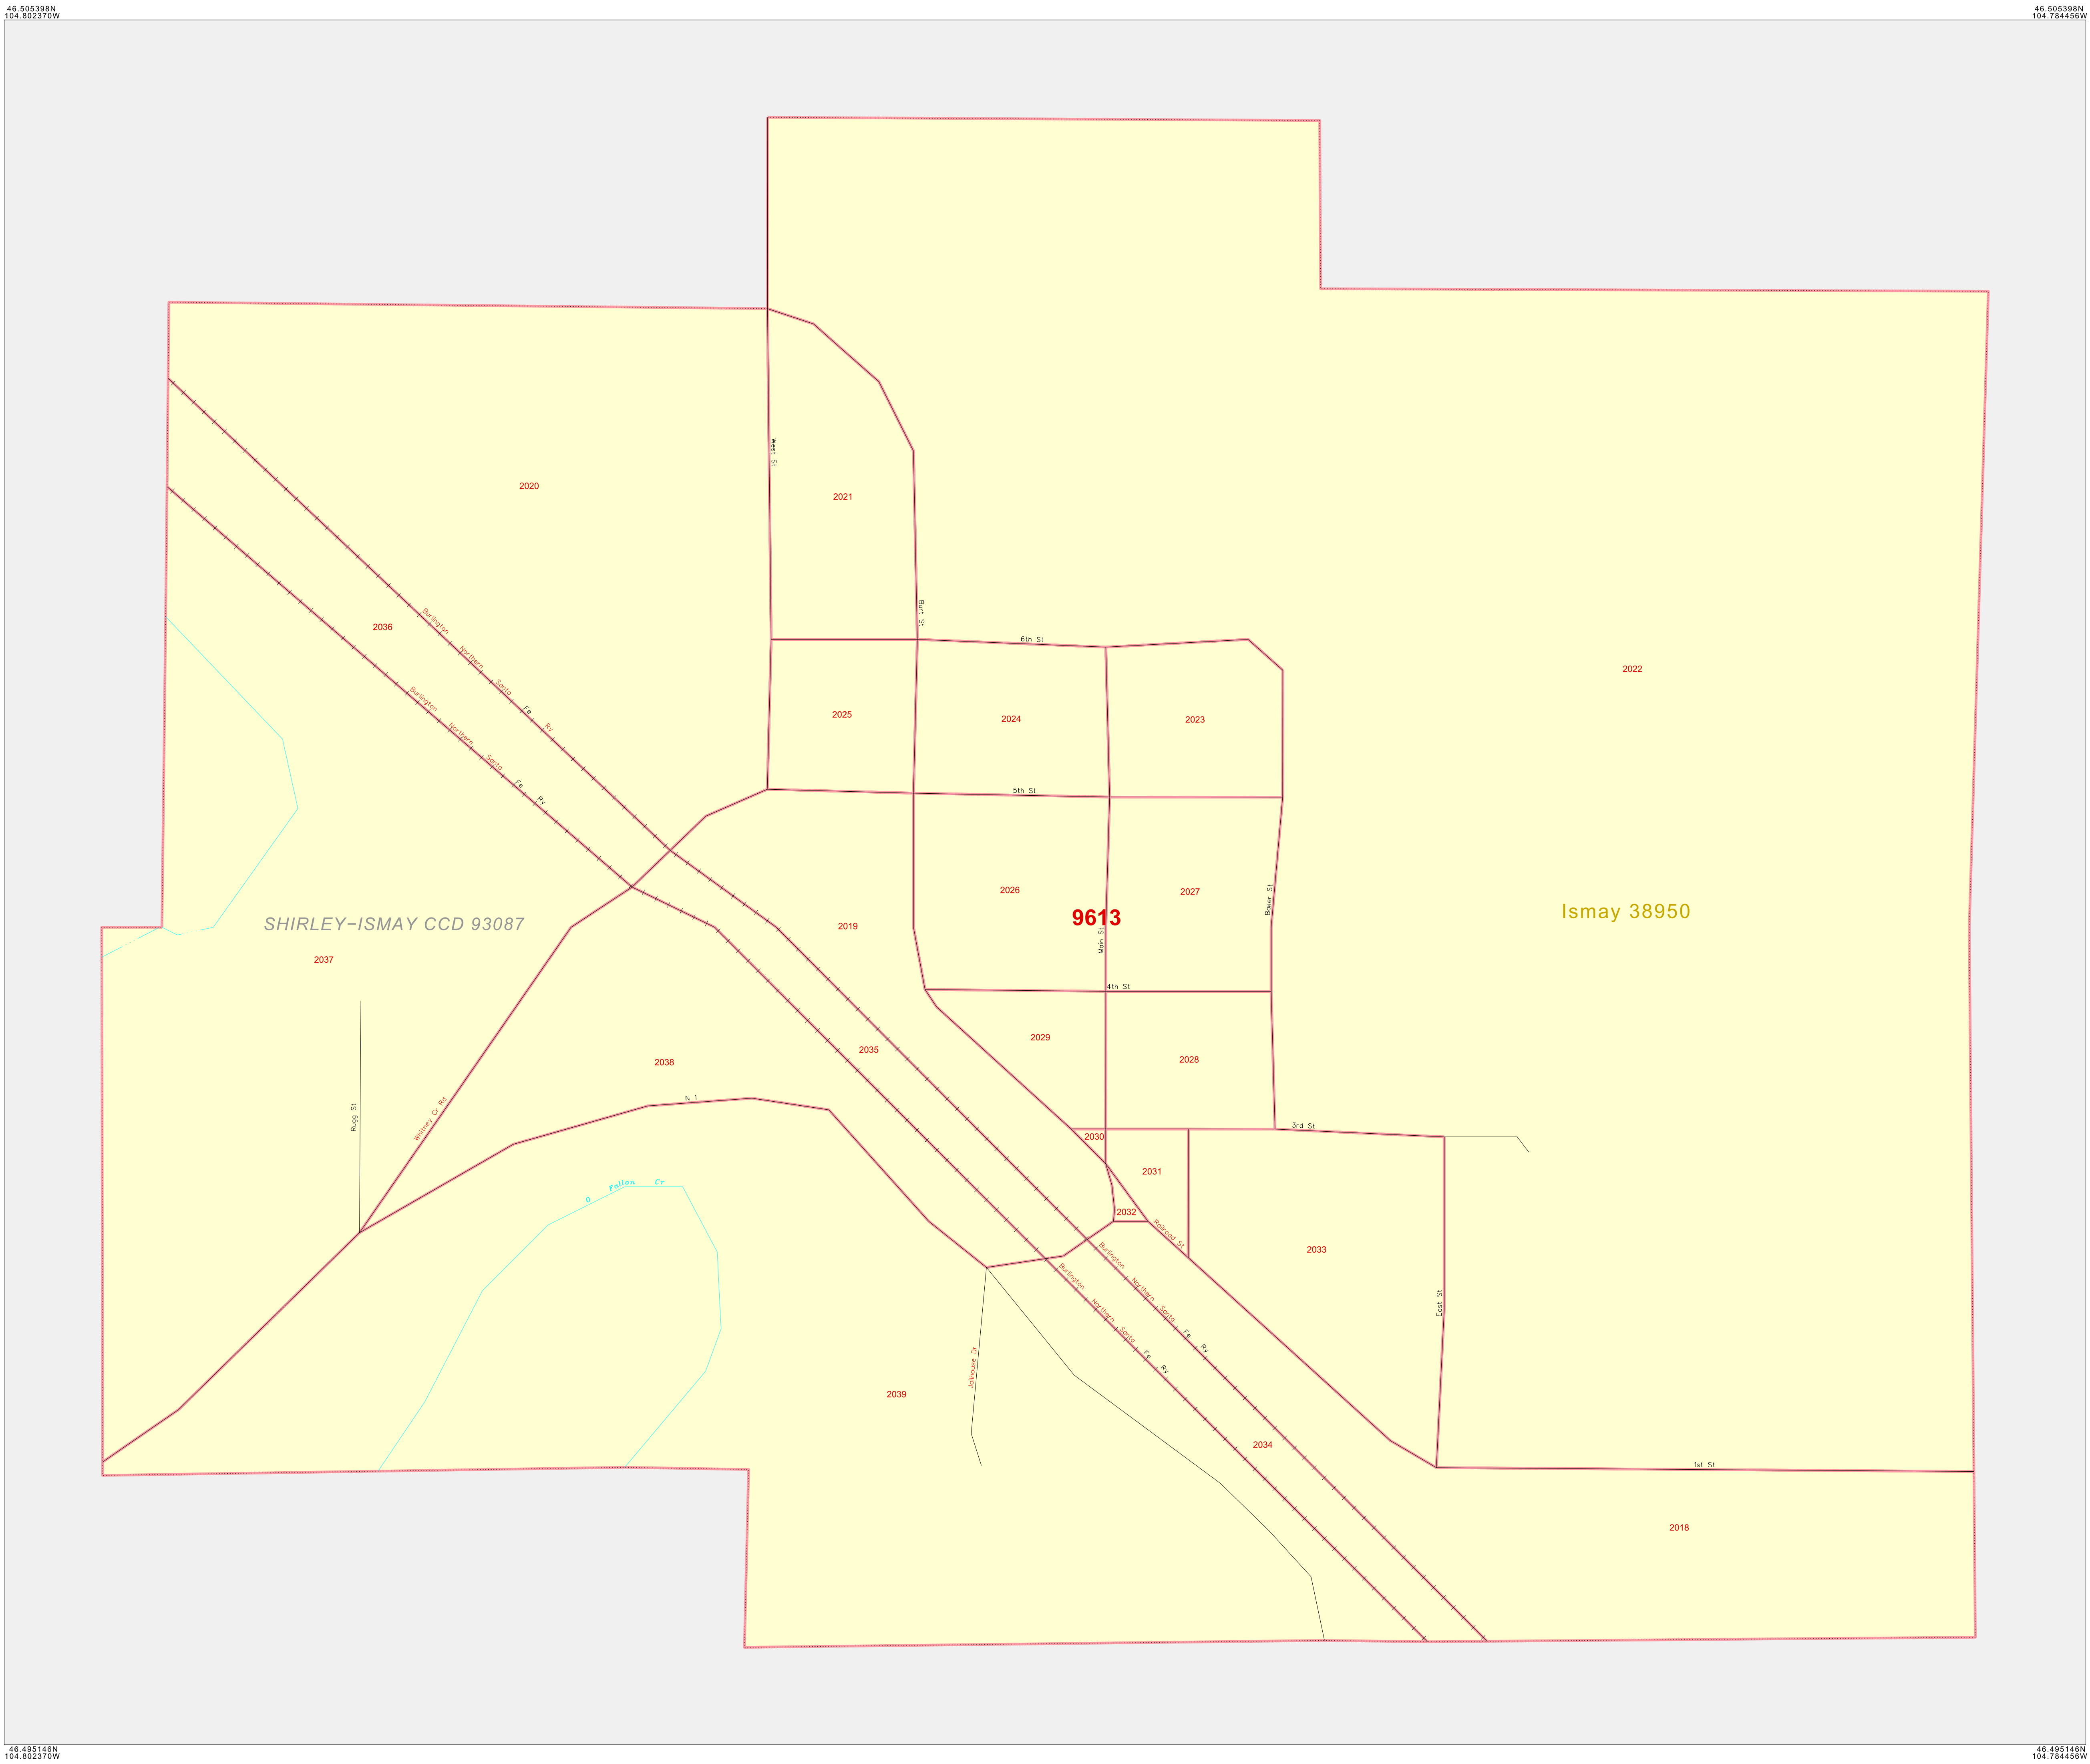 46.505398N
104.802370W
46.505398N
104.784456W
West St
2020
2021
Burt St
Burlington Northern Santa Fe Ry
2036
6th St
2022
Burlington Northern Santa Fe Ry
2025
2024
2023
5th St
2026
2027
Baker St
Ismay 38950
9613
SHIRLEY-ISMAY CCD 93087
2019
Main St
2037
4th St
2029
2035
2028
2038
N 1
Rugg St
Whitney Cr Rd
3rd St
2030
2031
O Fallon Cr
2032
Railroad St
2033
Burlington Northern Santa Fe Ry
Burlington Northern Santa Fe Ry
East St
Jailhouse Dr
2039
2034
1st St
2018
46.495146N
104.802370W
46.495146N
104.784456W